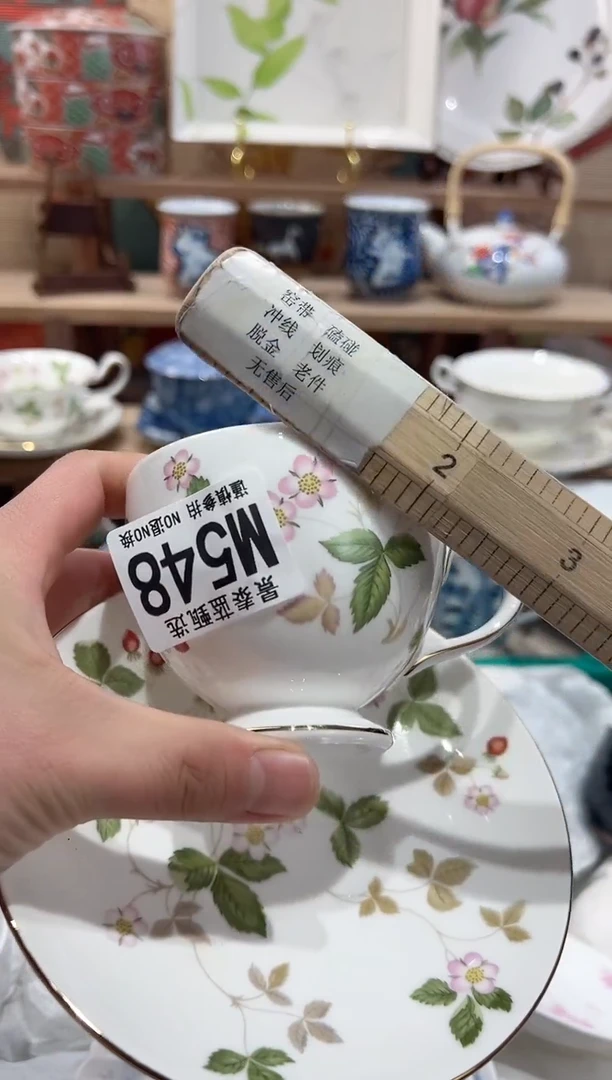 窑带 磕碰
冲线 划痕
脱金 老件
无售后
2
3
景泰蓝甄选
M548
谨慎参拍 NO退NO换